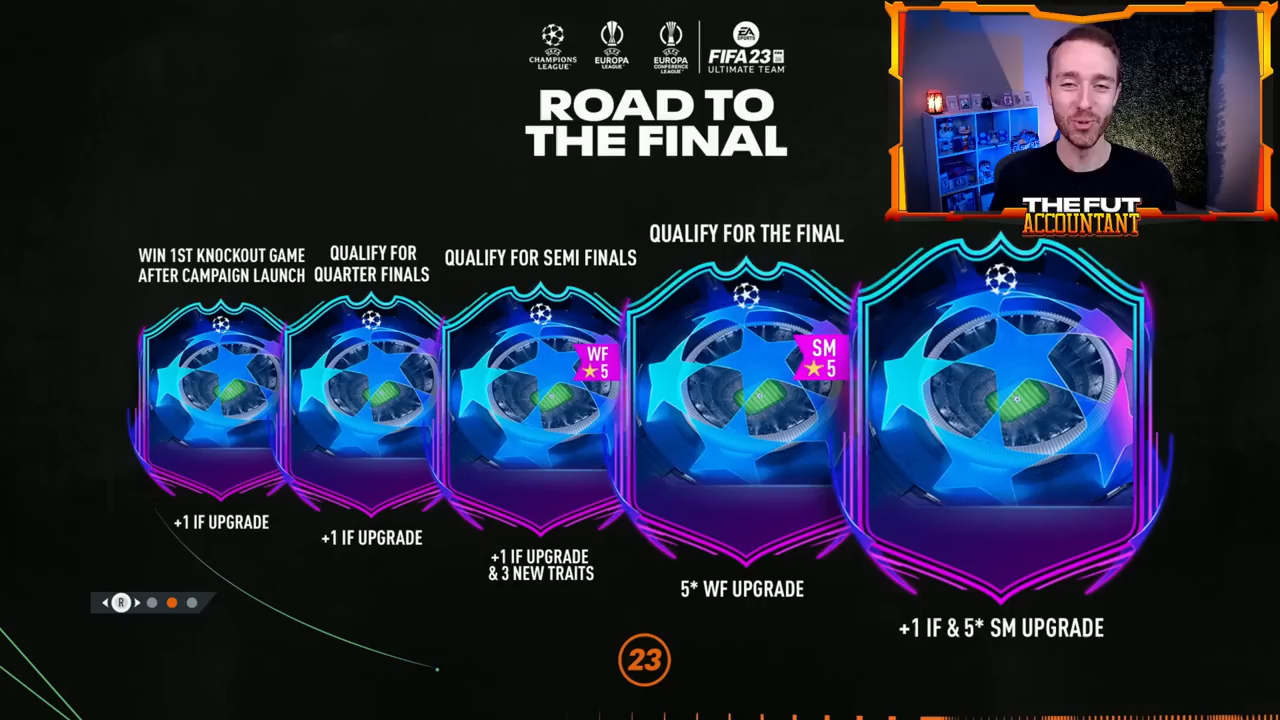 UEFA
CHAMPIONS
LEAGUE
UEFA
EUROPA
LEAGUE
UEFA
EUROPA
CONFERENCE
LEAGUE
EA
SPORTS
FIFA 23
ULTIMATE TEAM
ROAD TO
THE FINAL
THE FUT
ACCOUNTANT
WIN 1ST KNOCKOUT GAME
AFTER CAMPAIGN LAUNCH
QUALIFY FOR
QUARTER FINALS
QUALIFY FOR SEMI FINALS
QUALIFY FOR THE FINAL
WF
★5
SM
★5
+1 IF UPGRADE
+1 IF UPGRADE
+1 IF UPGRADE
& 3 NEW TRAITS
5* WF UPGRADE
+1 IF & 5* SM UPGRADE
R
23